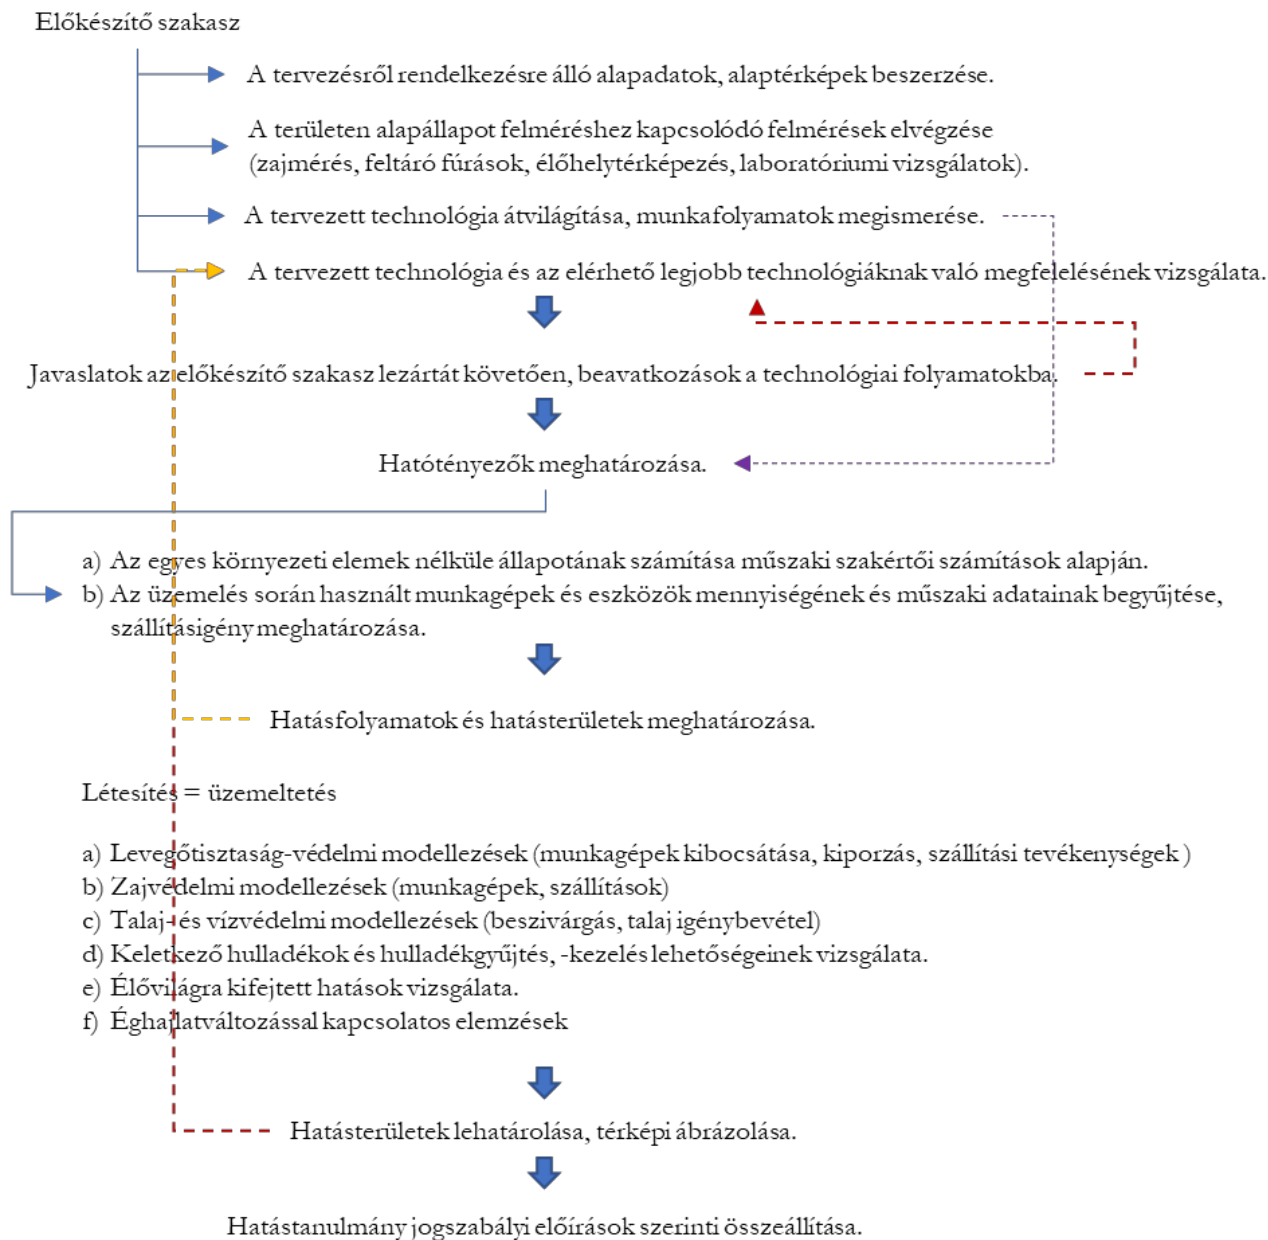 Előkészítő szakasz
A tervezésről rendelkezésre álló alapadatok, alaptérképek beszerzése.
A területen alapállapot felméréshez kapcsolódó felmérések elvégzése
(zajmérés, feltáró fúrások, élőhelytérképezés, laboratóriumi vizsgálatok).
A tervezett technológia átvilágítása, munkafolyamatok megismerése.
A tervezett technológia és az elérhető legjobb technológiáknak való megfelelésének vizsgálata.
Javaslatok az előkészítő szakasz lezártát követően, beavatkozások a technológiai folyamatokba.
Hatótényezők meghatározása.
a) Az egyes környezeti elemek nélküle állapotának számítása műszaki szakértői számítások alapján.
b) Az üzemelés során használt munkagépek és eszközök mennyiségének és műszaki adatainak begyűjtése,
szállításigény meghatározása.
Hatásfolyamatok és hatásterületek meghatározása.
Létesítés = üzemeltetés
a) Levegőtisztaság-védelmi modellezések (munkagépek kibocsátása, kiporzás, szállítási tevékenységek )
b) Zajvédelmi modellezések (munkagépek, szállítások)
c) Talaj- és vízvédelmi modellezések (beszivárgás, talaj igénybevétel)
d) Keletkező hulladékok és hulladékgyűjtés, -kezelés lehetőségeinek vizsgálata.
e) Élővilágra kifejtett hatások vizsgálata.
f) Éghajlatváltozással kapcsolatos elemzések
Hatásterületek lehatárolása, térképi ábrázolása.
Hatástanulmány jogszabályi előírások szerinti összeállítása.